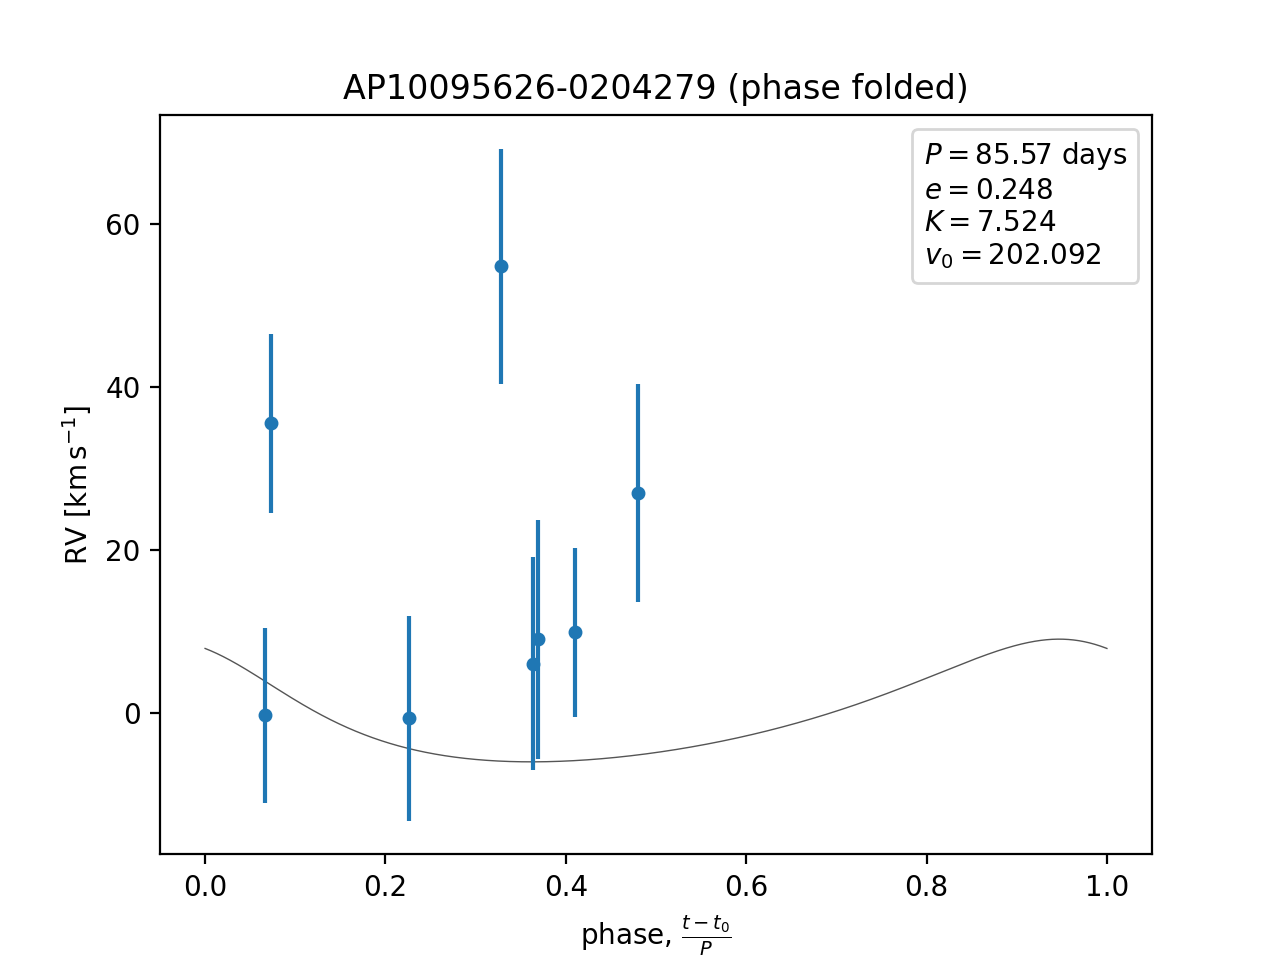 AP10095626-0204279 (phase folded)
P = 85.57 days
e = 0.248
K = 7.524
v₀ = 202.092
RV [km s⁻¹]
60
40
20
0
0.0 0.2 0.4 0.6 0.8 1.0
phase, (t − t₀)/P